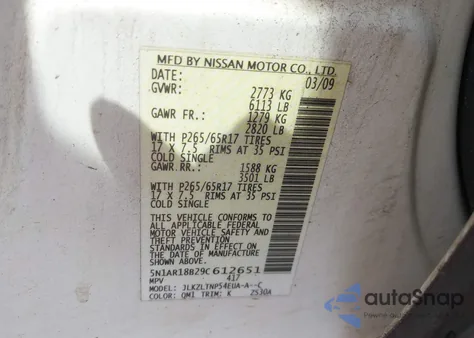 MFD BY NISSAN MOTOR CO., LTD.
DATE: 03/09
GVWR: 2773 KG
6113 LB
GAWR FR.: 1279 KG
2820 LB
WITH P265/65R17 TIRES
17 X 7.5 RIMS AT 35 PSI
COLD SINGLE
GAWR RR.: 1588 KG
3501 LB
WITH P265/65R17 TIRES
17 X 7.5 RIMS AT 35 PSI
COLD SINGLE
THIS VEHICLE CONFORMS TO
ALL APPLICABLE FEDERAL
MOTOR VEHICLE SAFETY AND
THEFT PREVENTION
STANDARDS IN EFFECT ON
THE DATE OF MANUFACTURE
SHOWN ABOVE.
5N1AR18B29C612651
MPV 417
MODEL: JLKZLTNP54EUA-A--C
COLOR: QM1 TRIM: K 2530A
autoSnap